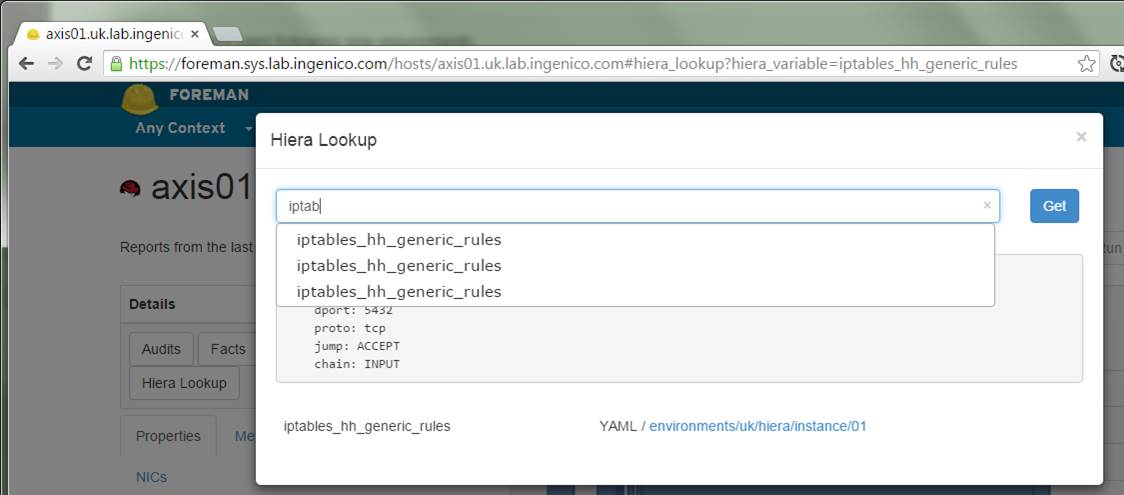 axis01.uk.lab.ingenico
https://foreman.sys.lab.ingenico.com/hosts/axis01.uk.lab.ingenico.com#hiera_lookup?hiera_variable=iptables_hh_generic_rules
FOREMAN
Any Context
Hiera Lookup
×
axis01
iptab
×
Get
Reports from the last
iptables_hh_generic_rules
iptables_hh_generic_rules
iptables_hh_generic_rules
Details
dport: 5432
proto: tcp
jump: ACCEPT
chain: INPUT
Audits
Facts
Hiera Lookup
iptables_hh_generic_rules
YAML / environments/uk/hiera/instance/01
Properties
NICs